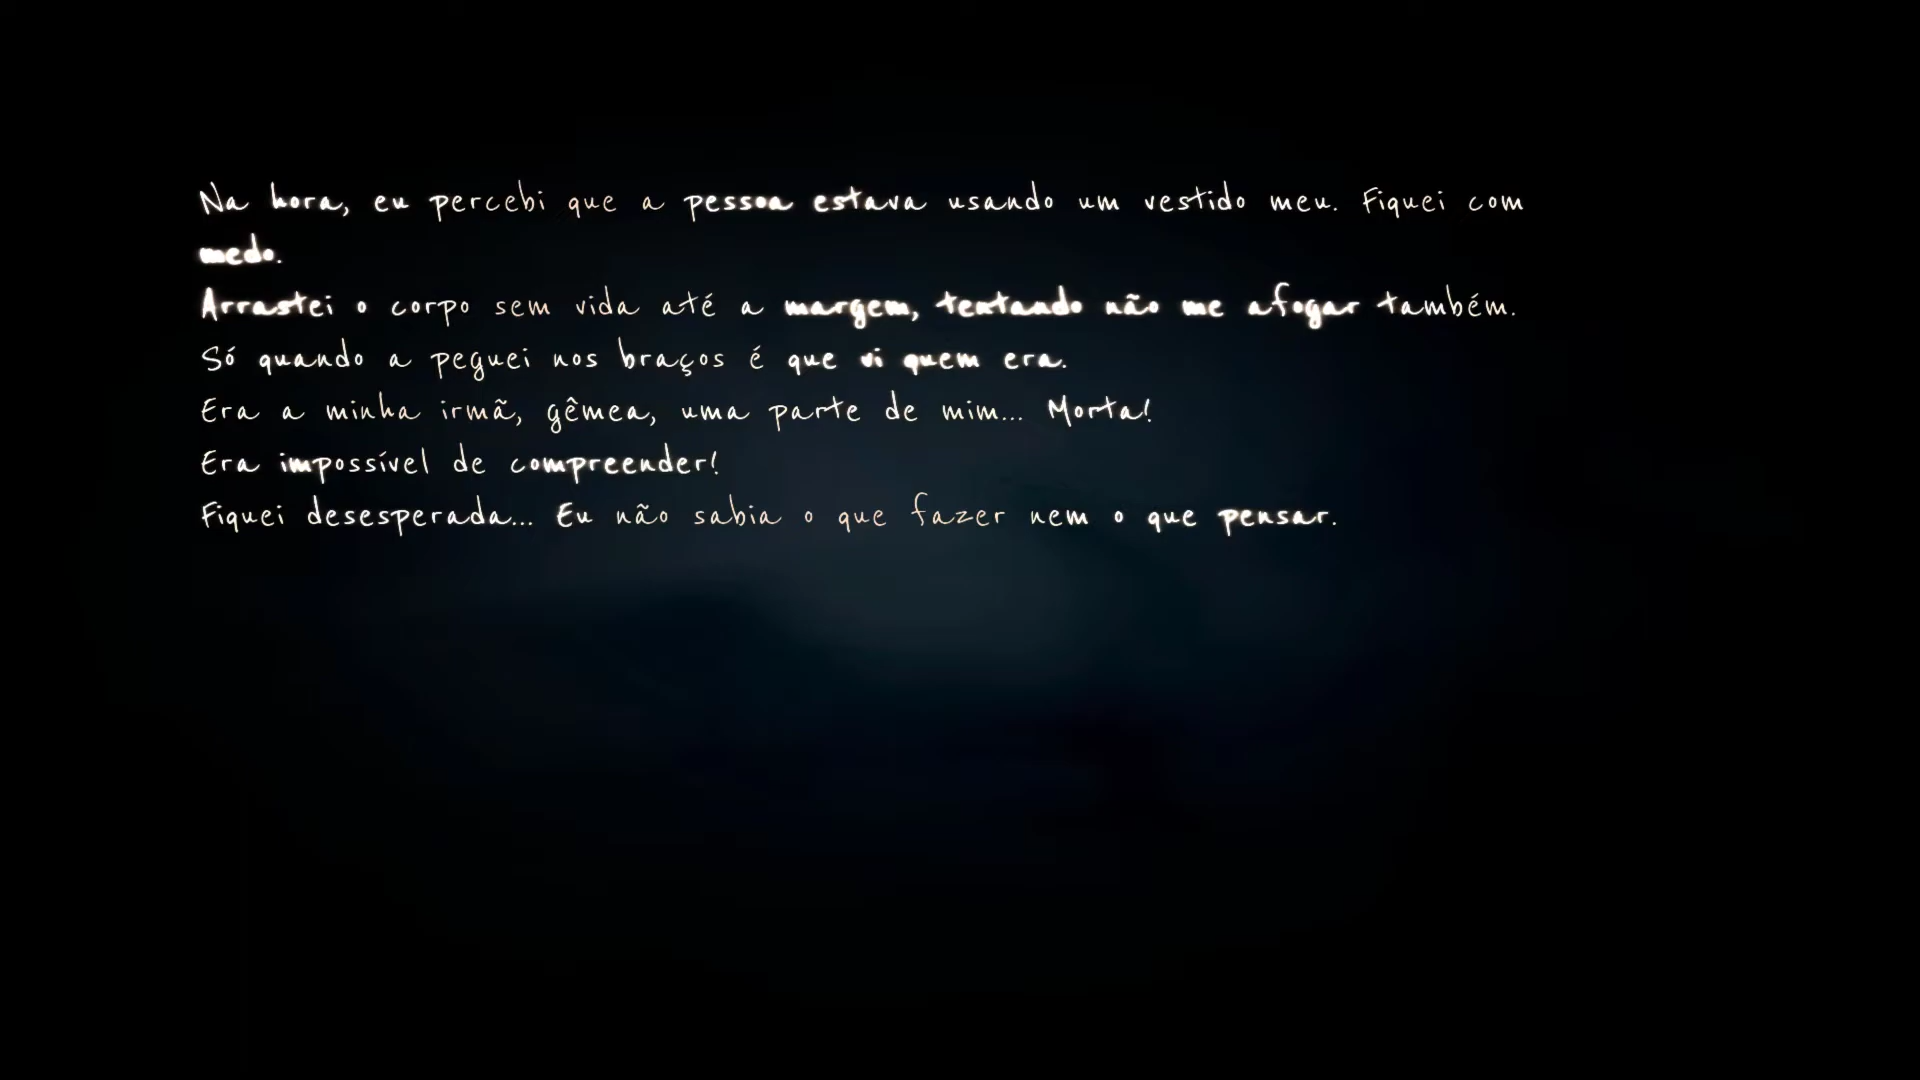 Na hora, eu percebi que a pessoa estava usando um vestido meu. Fiquei com
medo.
Arrastei o corpo sem vida até a margem, tentando não me afogar também.
Só quando a peguei nos braços é que vi quem era.
Era a minha irmã, gêmea, uma parte de mim... Morta!
Era impossível de compreender!
Fiquei desesperada... Eu não sabia o que fazer nem o que pensar.